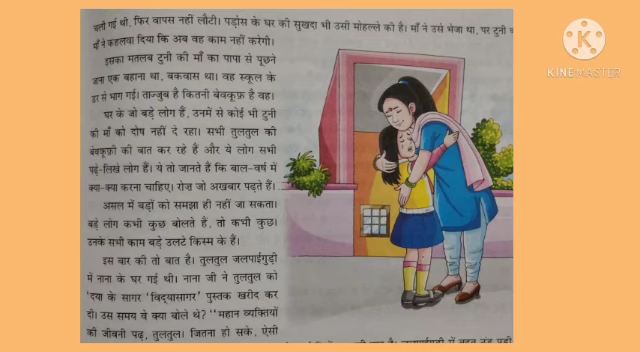 चली गई थी, फिर वापस नहीं लौटी। पड़ोस के घर की सुखदा भी उसी मोहल्ले की है। माँ ने उसे भेजा था, पर टुनी
माँ ने कहलवा दिया कि अब वह काम नहीं करेगी।
इसका मतलब टुनी की माँ का पापा से पूछने
जाना एक बहाना था, बकवास था। वह स्कूल के
डर से भाग गई। ताज्जुब है कितनी बेवकूफ़ है वह।
घर के जो बड़े लोग हैं, उनमें से कोई भी टुनी
की माँ को दोष नहीं दे रहा। सभी तुलतुल की
बेवकूफ़ी की बात कर रहे हैं और ये लोग सभी
पढ़े-लिखे लोग हैं। ये तो जानते हैं कि बाल-वर्ष में
क्या-क्या करना चाहिए। रोज़ जो अखबार पढ़ते हैं।
असल में बड़ों को समझा ही नहीं जा सकता।
बड़े लोग कभी कुछ बोलते हैं, तो कभी कुछ।
उनके सभी काम बड़े उलटे किस्म के हैं।
इस बार की तो बात है। तुलतुल जलपाईगुड़ी
में नाना के घर गई थी। नाना जी ने तुलतुल को
'दया के सागर 'विद्यासागर' पुस्तक खरीद कर
दी। उस समय वे क्या बोले थे? "महान व्यक्तियों
की जीवनी पढ़, तुलतुल। जितना हो सके, ऐसी
KINEMASTER